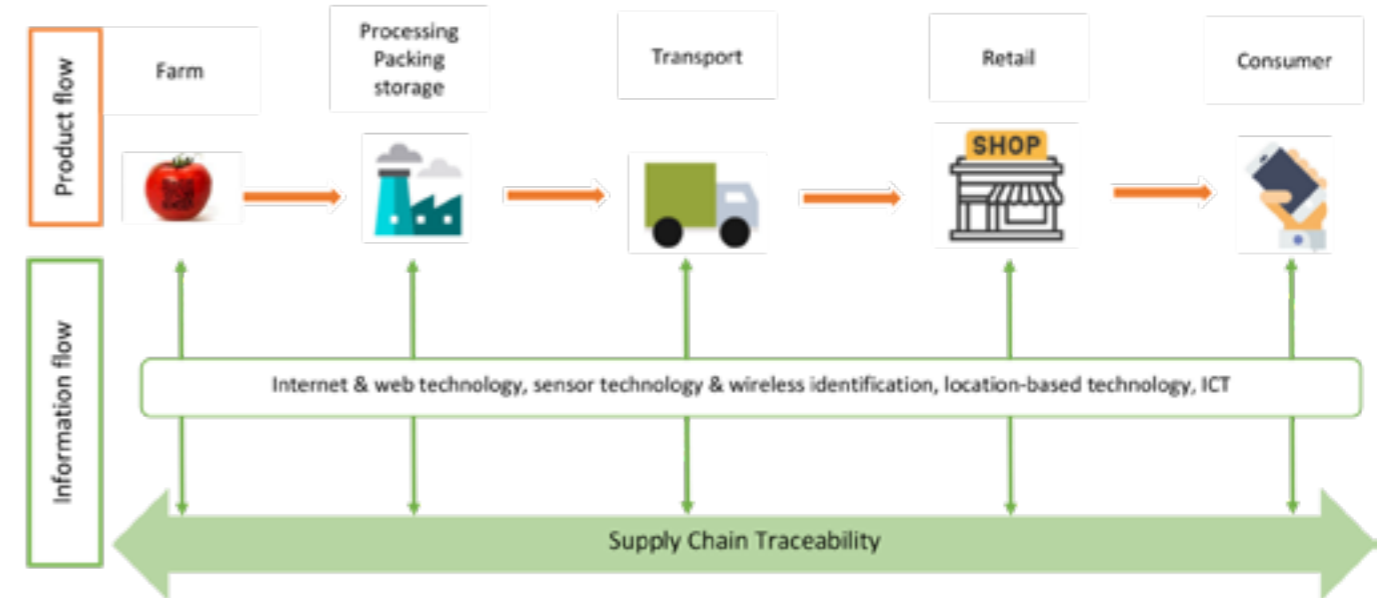 Product flow
Farm
Processing
Packing
storage
Transport
Retail
Consumer
SHOP
Information flow
Internet & web technology, sensor technology & wireless identification, location-based technology, ICT
Supply Chain Traceability